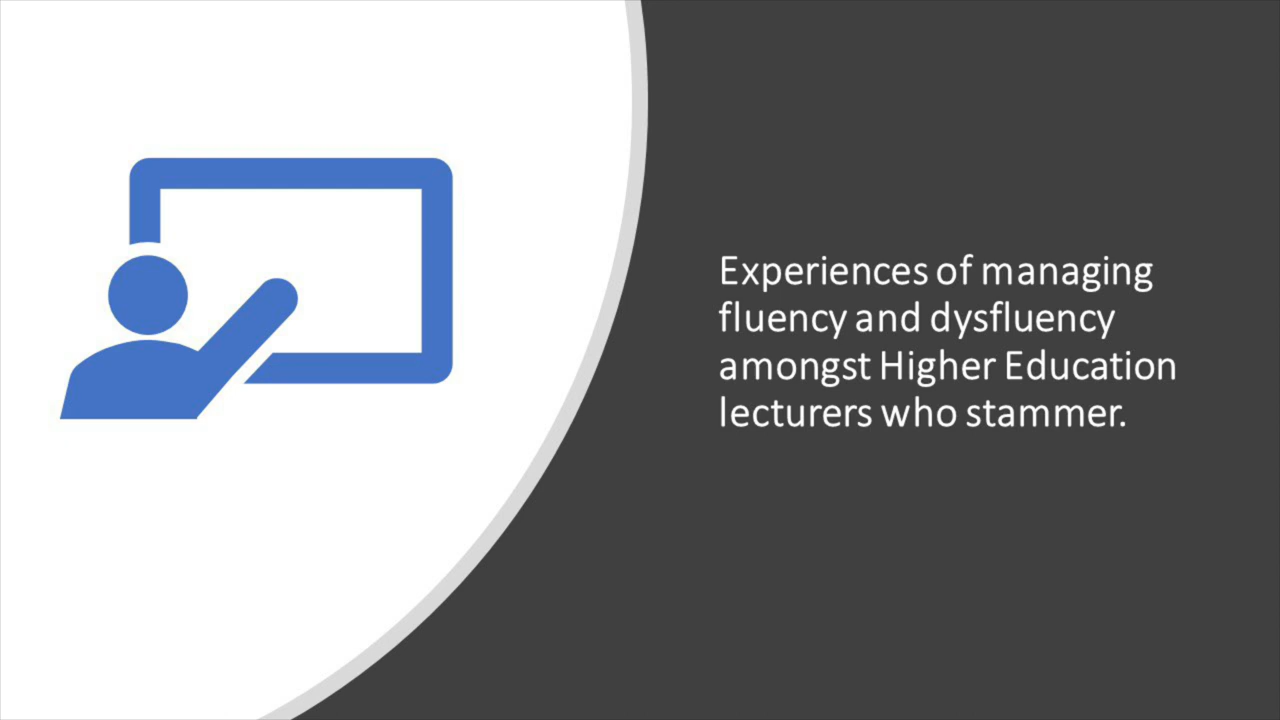 Experiences of managing
fluency and dysfluency
amongst Higher Education
lecturers who stammer.